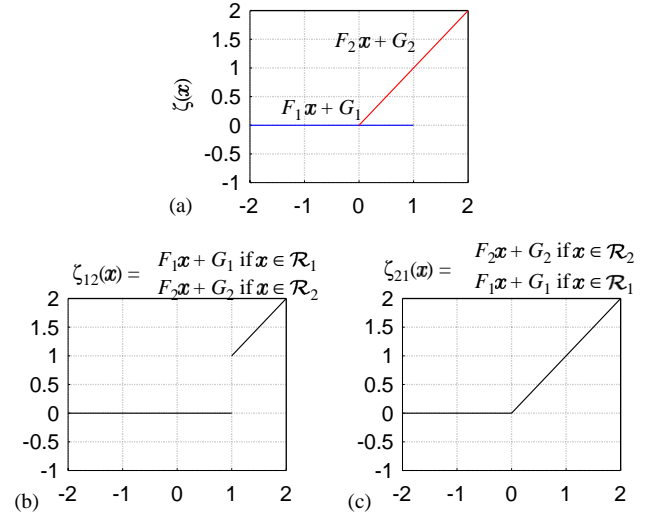 2
1.5
1
0.5
0
-0.5
-1
ζ(x)
F₂x + G₂
F₁x + G₁
-2 -1 0 1 2
(a)
ζ₁₂(x) = F₁x + G₁ if x ∈ ℛ₁
F₂x + G₂ if x ∈ ℛ₂
2
1.5
1
0.5
0
-0.5
-1
-2 -1 0 1 2
(b)
ζ₂₁(x) = F₂x + G₂ if x ∈ ℛ₂
F₁x + G₁ if x ∈ ℛ₁
2
1.5
1
0.5
0
-0.5
-1
-2 -1 0 1 2
(c)